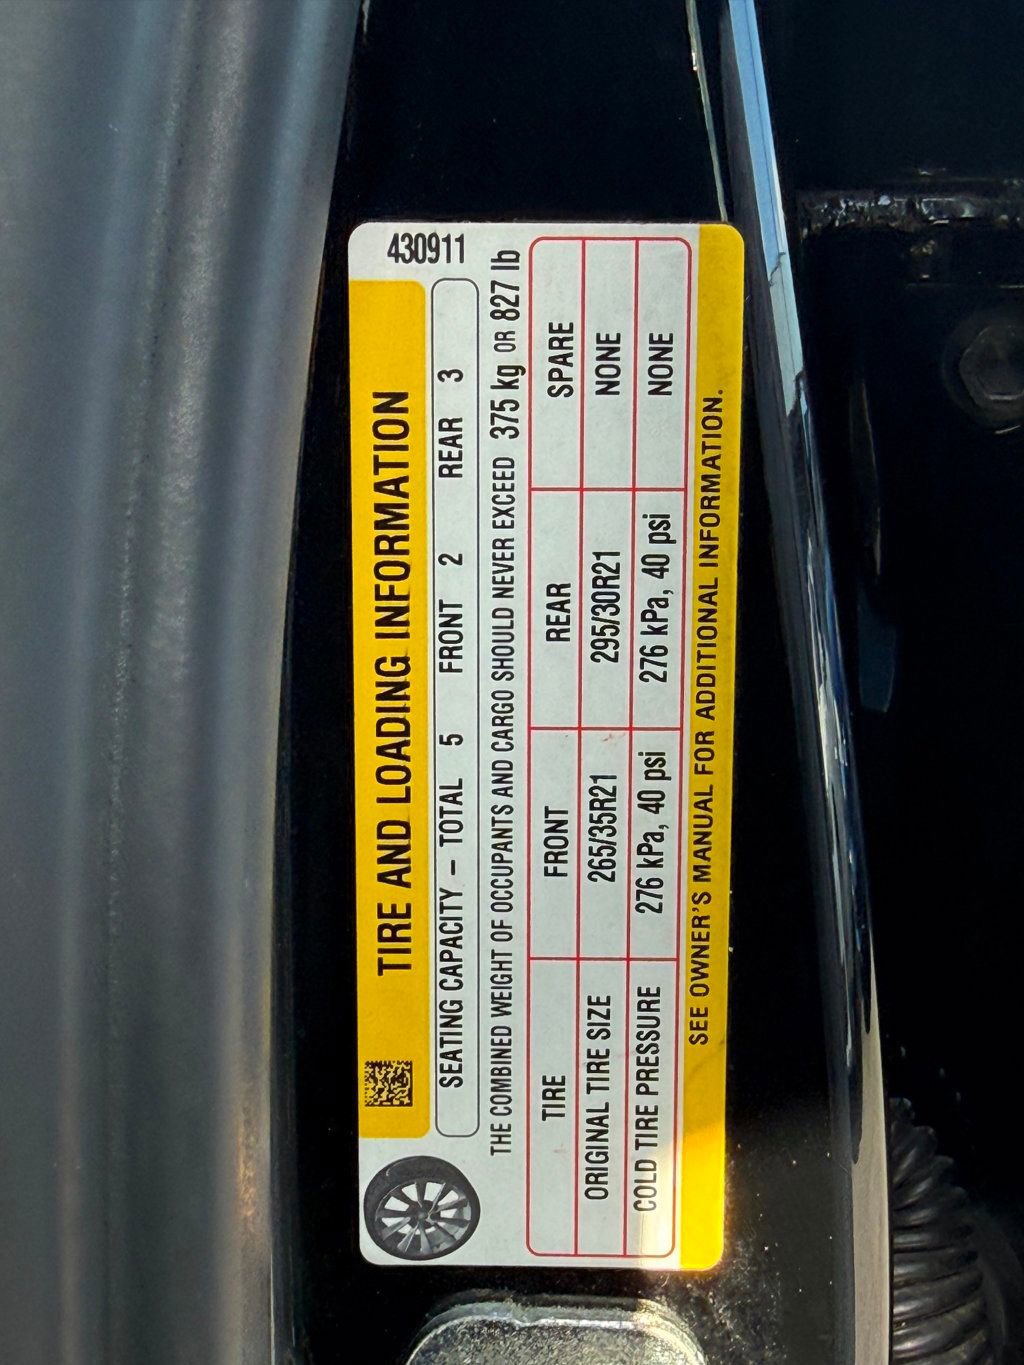 TIRE AND LOADING INFORMATION
430911
SEATING CAPACITY – TOTAL 5 FRONT 2 REAR 3
THE COMBINED WEIGHT OF OCCUPANTS AND CARGO SHOULD NEVER EXCEED 375 kg OR 827 lb
TIRE FRONT REAR SPARE
ORIGINAL TIRE SIZE 265/35R21 295/30R21 NONE
COLD TIRE PRESSURE 276 kPa, 40 psi 276 kPa, 40 psi NONE
SEE OWNER'S MANUAL FOR ADDITIONAL INFORMATION.